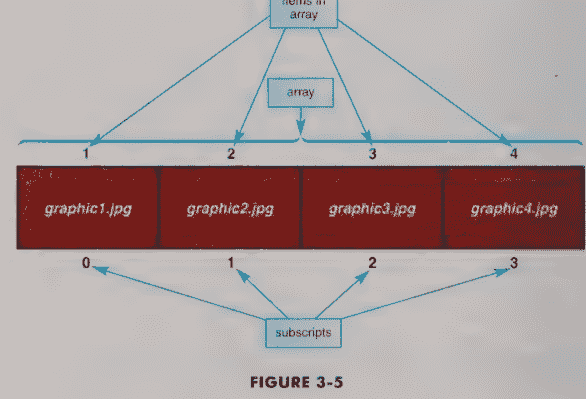 items in
array
array
1 2 3 4
graphic1.jpg graphic2.jpg graphic3.jpg graphic4.jpg
0 1 2 3
subscripts
FIGURE 3-5